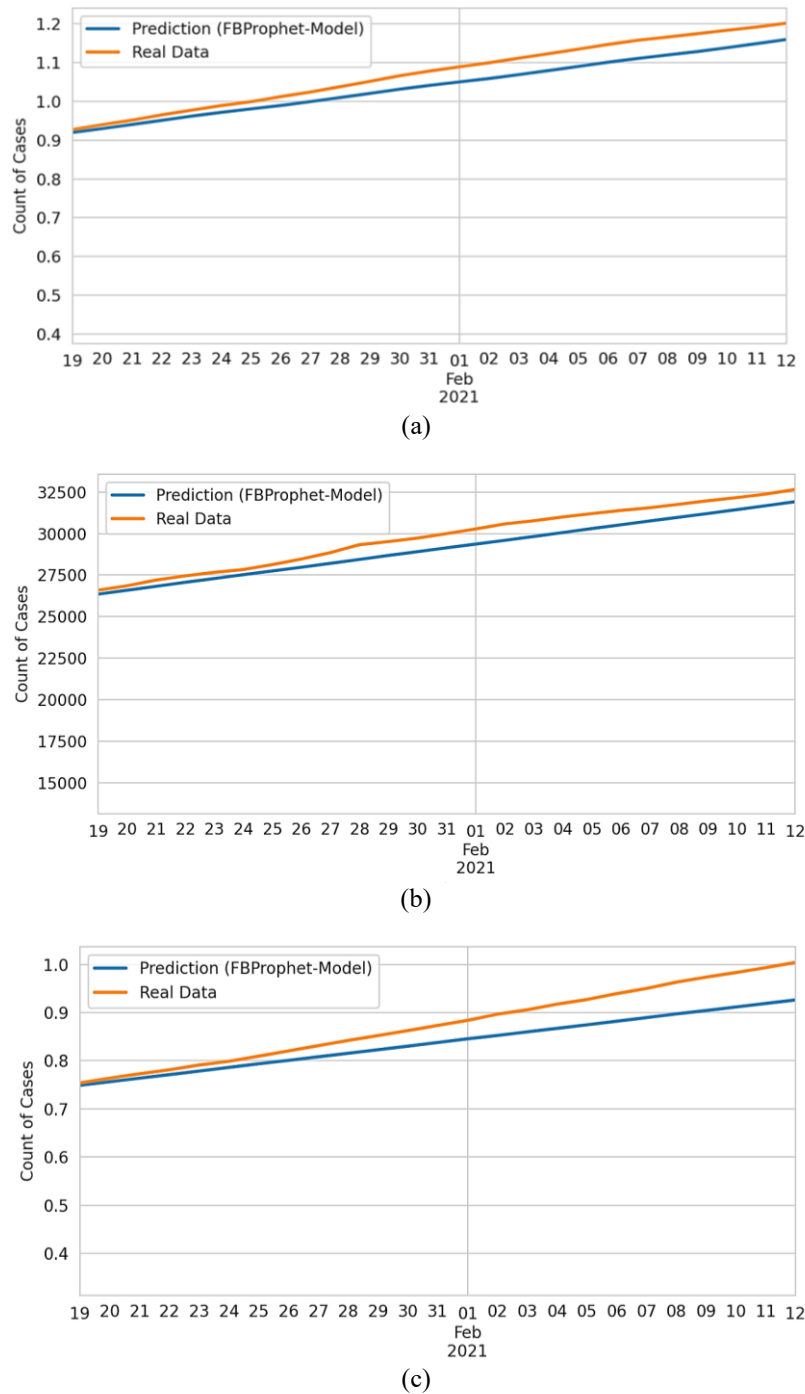 1.2
1.1
1.0
0.9
0.8
0.7
0.6
0.5
0.4
Count of Cases
Prediction (FBProphet-Model)
Real Data
19 20 21 22 23 24 25 26 27 28 29 30 31 01 02 03 04 05 06 07 08 09 10 11 12
Feb
2021
(a)
32500
30000
27500
25000
22500
20000
17500
15000
Count of Cases
Prediction (FBProphet-Model)
Real Data
19 20 21 22 23 24 25 26 27 28 29 30 31 01 02 03 04 05 06 07 08 09 10 11 12
Feb
2021
(b)
1.0
0.9
0.8
0.7
0.6
0.5
0.4
Count of Cases
Prediction (FBProphet-Model)
Real Data
19 20 21 22 23 24 25 26 27 28 29 30 31 01 02 03 04 05 06 07 08 09 10 11 12
Feb
2021
(c)